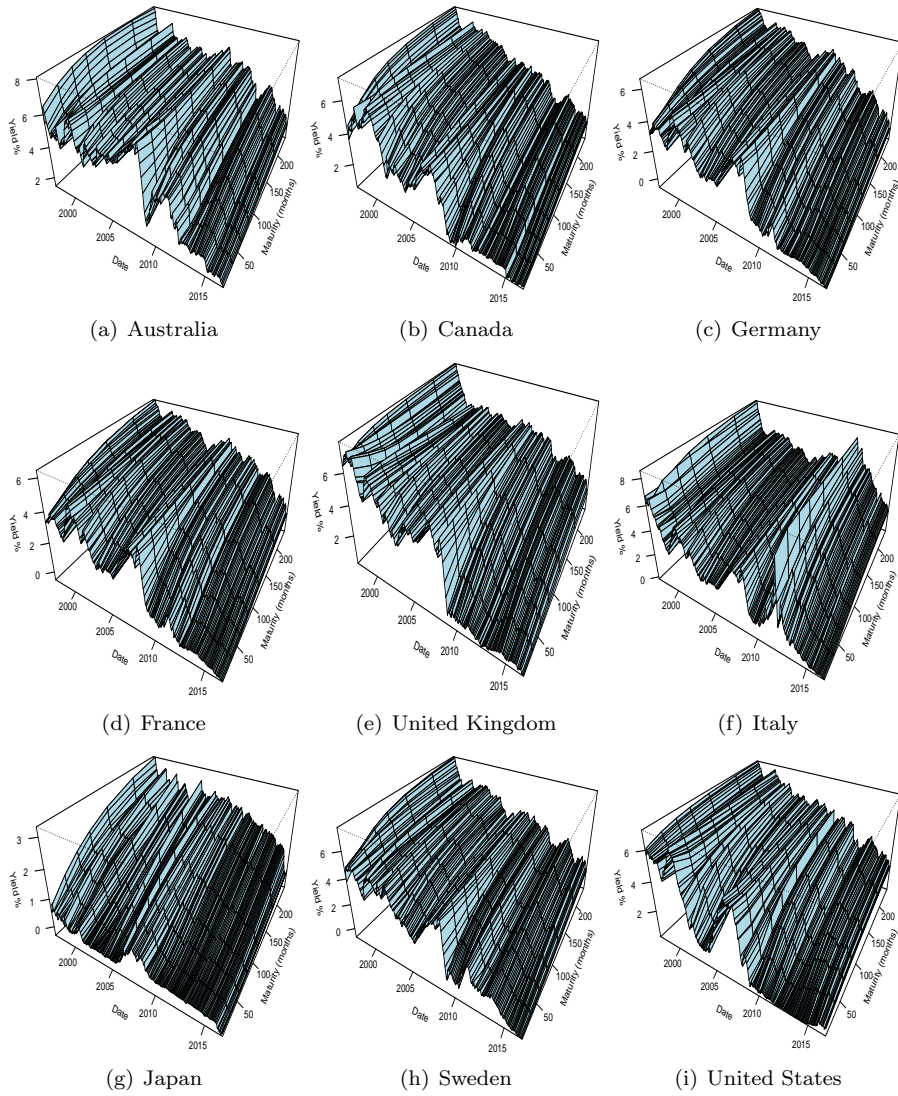 8
6
4
2
Yield %
2000
2005
2010
2015
Date
50
100
150
200
Maturity (months)
(a) Australia
6
4
2
Yield %
2000
2005
2010
2015
Date
50
100
150
200
Maturity (months)
(b) Canada
6
4
2
0
Yield %
2000
2005
2010
2015
Date
50
100
150
200
Maturity (months)
(c) Germany
6
4
2
0
Yield %
2000
2005
2010
2015
Date
50
100
150
200
Maturity (months)
(d) France
6
4
2
Yield %
2000
2005
2010
2015
Date
50
100
150
200
Maturity (months)
(e) United Kingdom
8
6
4
2
0
Yield %
2000
2005
2010
2015
Date
50
100
150
200
Maturity (months)
(f) Italy
3
2
1
0
Yield %
2000
2005
2010
2015
Date
50
100
150
200
Maturity (months)
(g) Japan
6
4
2
0
Yield %
2000
2005
2010
2015
Date
50
100
150
200
Maturity (months)
(h) Sweden
6
4
2
Yield %
2000
2005
2010
2015
Date
50
100
150
200
Maturity (months)
(i) United States